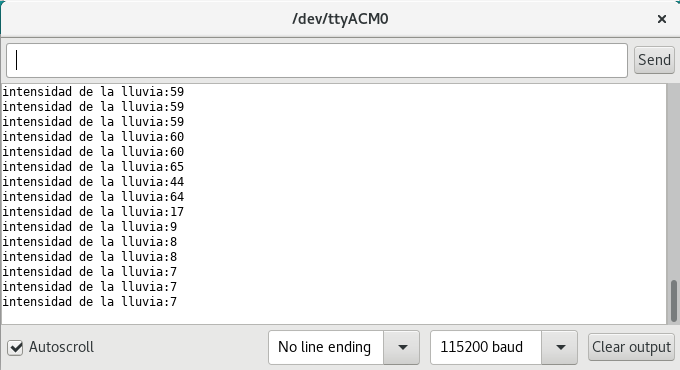 /dev/ttyACM0
Send
intensidad de la lluvia:59
intensidad de la lluvia:59
intensidad de la lluvia:59
intensidad de la lluvia:60
intensidad de la lluvia:60
intensidad de la lluvia:65
intensidad de la lluvia:44
intensidad de la lluvia:64
intensidad de la lluvia:17
intensidad de la lluvia:9
intensidad de la lluvia:8
intensidad de la lluvia:8
intensidad de la lluvia:7
intensidad de la lluvia:7
intensidad de la lluvia:7
Autoscroll
No line ending
115200 baud
Clear output